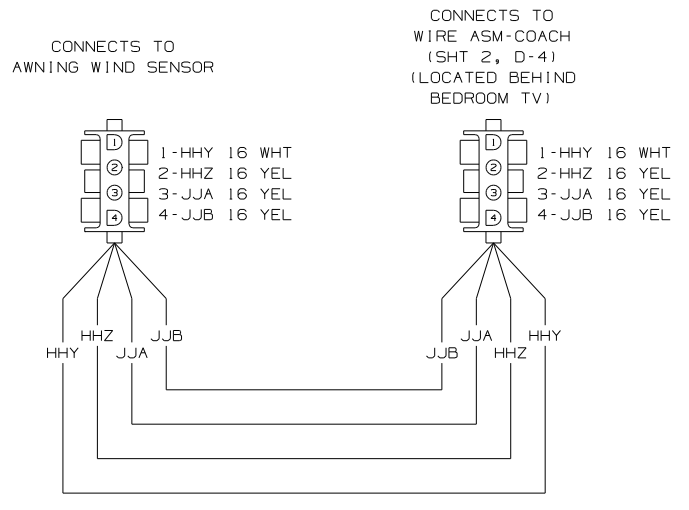 CONNECTS TO
AWNING WIND SENSOR
CONNECTS TO
WIRE ASM-COACH
(SHT 2, D-4)
(LOCATED BEHIND
BEDROOM TV)
1
2
3
4
1-HHY 16 WHT
2-HHZ 16 YEL
3-JJA 16 YEL
4-JJB 16 YEL
1
2
3
4
1-HHY 16 WHT
2-HHZ 16 YEL
3-JJA 16 YEL
4-JJB 16 YEL
HHY
HHZ
JJA
JJB
JJB
JJA
HHZ
HHY